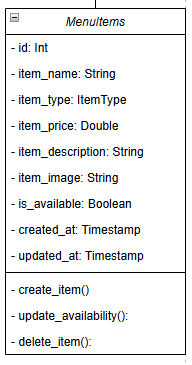 MenuItems
- id: Int
- item_name: String
- item_type: ItemType
- item_price: Double
- item_description: String
- item_image: String
- is_available: Boolean
- created_at: Timestamp
- updated_at: Timestamp
- create_item()
- update_availability():
- delete_item():